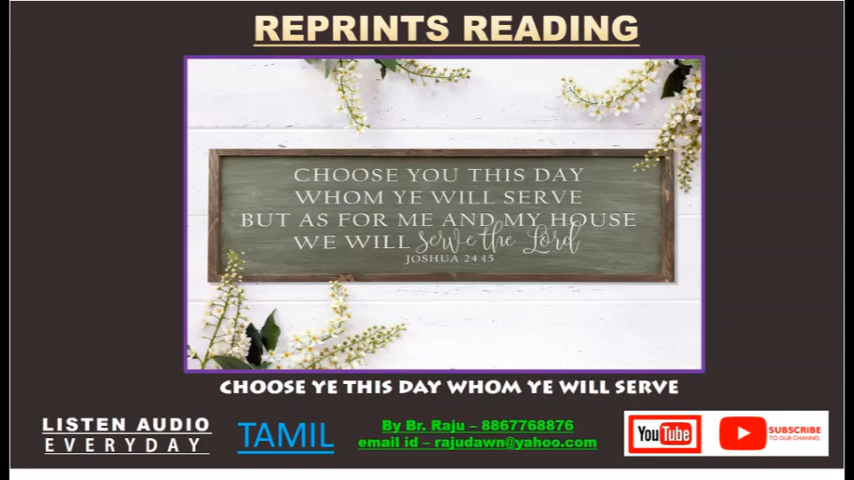 REPRINTS READING
CHOOSE YOU THIS DAY
WHOM YE WILL SERVE
BUT AS FOR ME AND MY HOUSE
WE WILL serve the Lord
JOSHUA 24 45
CHOOSE YE THIS DAY WHOM YE WILL SERVE
LISTEN AUDIO
EVERYDAY
TAMIL
By Br. Raju – 8867768876
email id – rajudawn@yahoo.com
YouTube
SUBSCRIBE
TO OUR CHANNEL